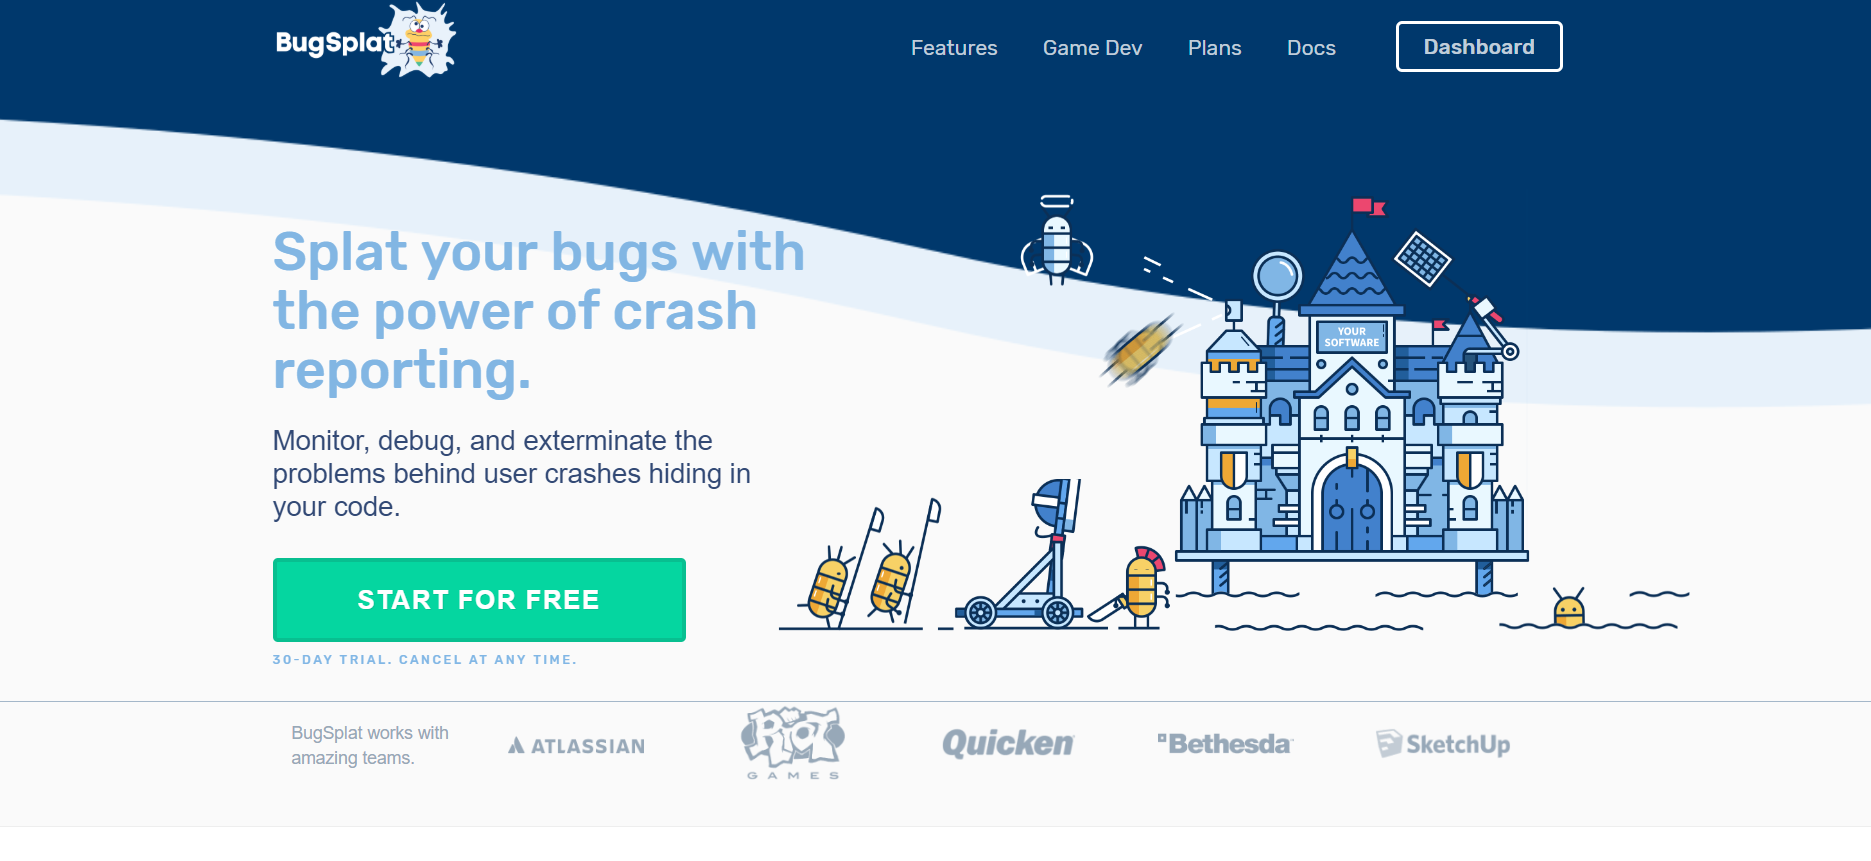 BugSplat
Features
Game Dev
Plans
Docs
Dashboard
Splat your bugs with
the power of crash
reporting.
Monitor, debug, and exterminate the
problems behind user crashes hiding in
your code.
START FOR FREE
30-DAY TRIAL. CANCEL AT ANY TIME.
YOUR
SOFTWARE
BugSplat works with
amazing teams.
ATLASSIAN
RIOT
GAMES
Quicken
Bethesda
SketchUp